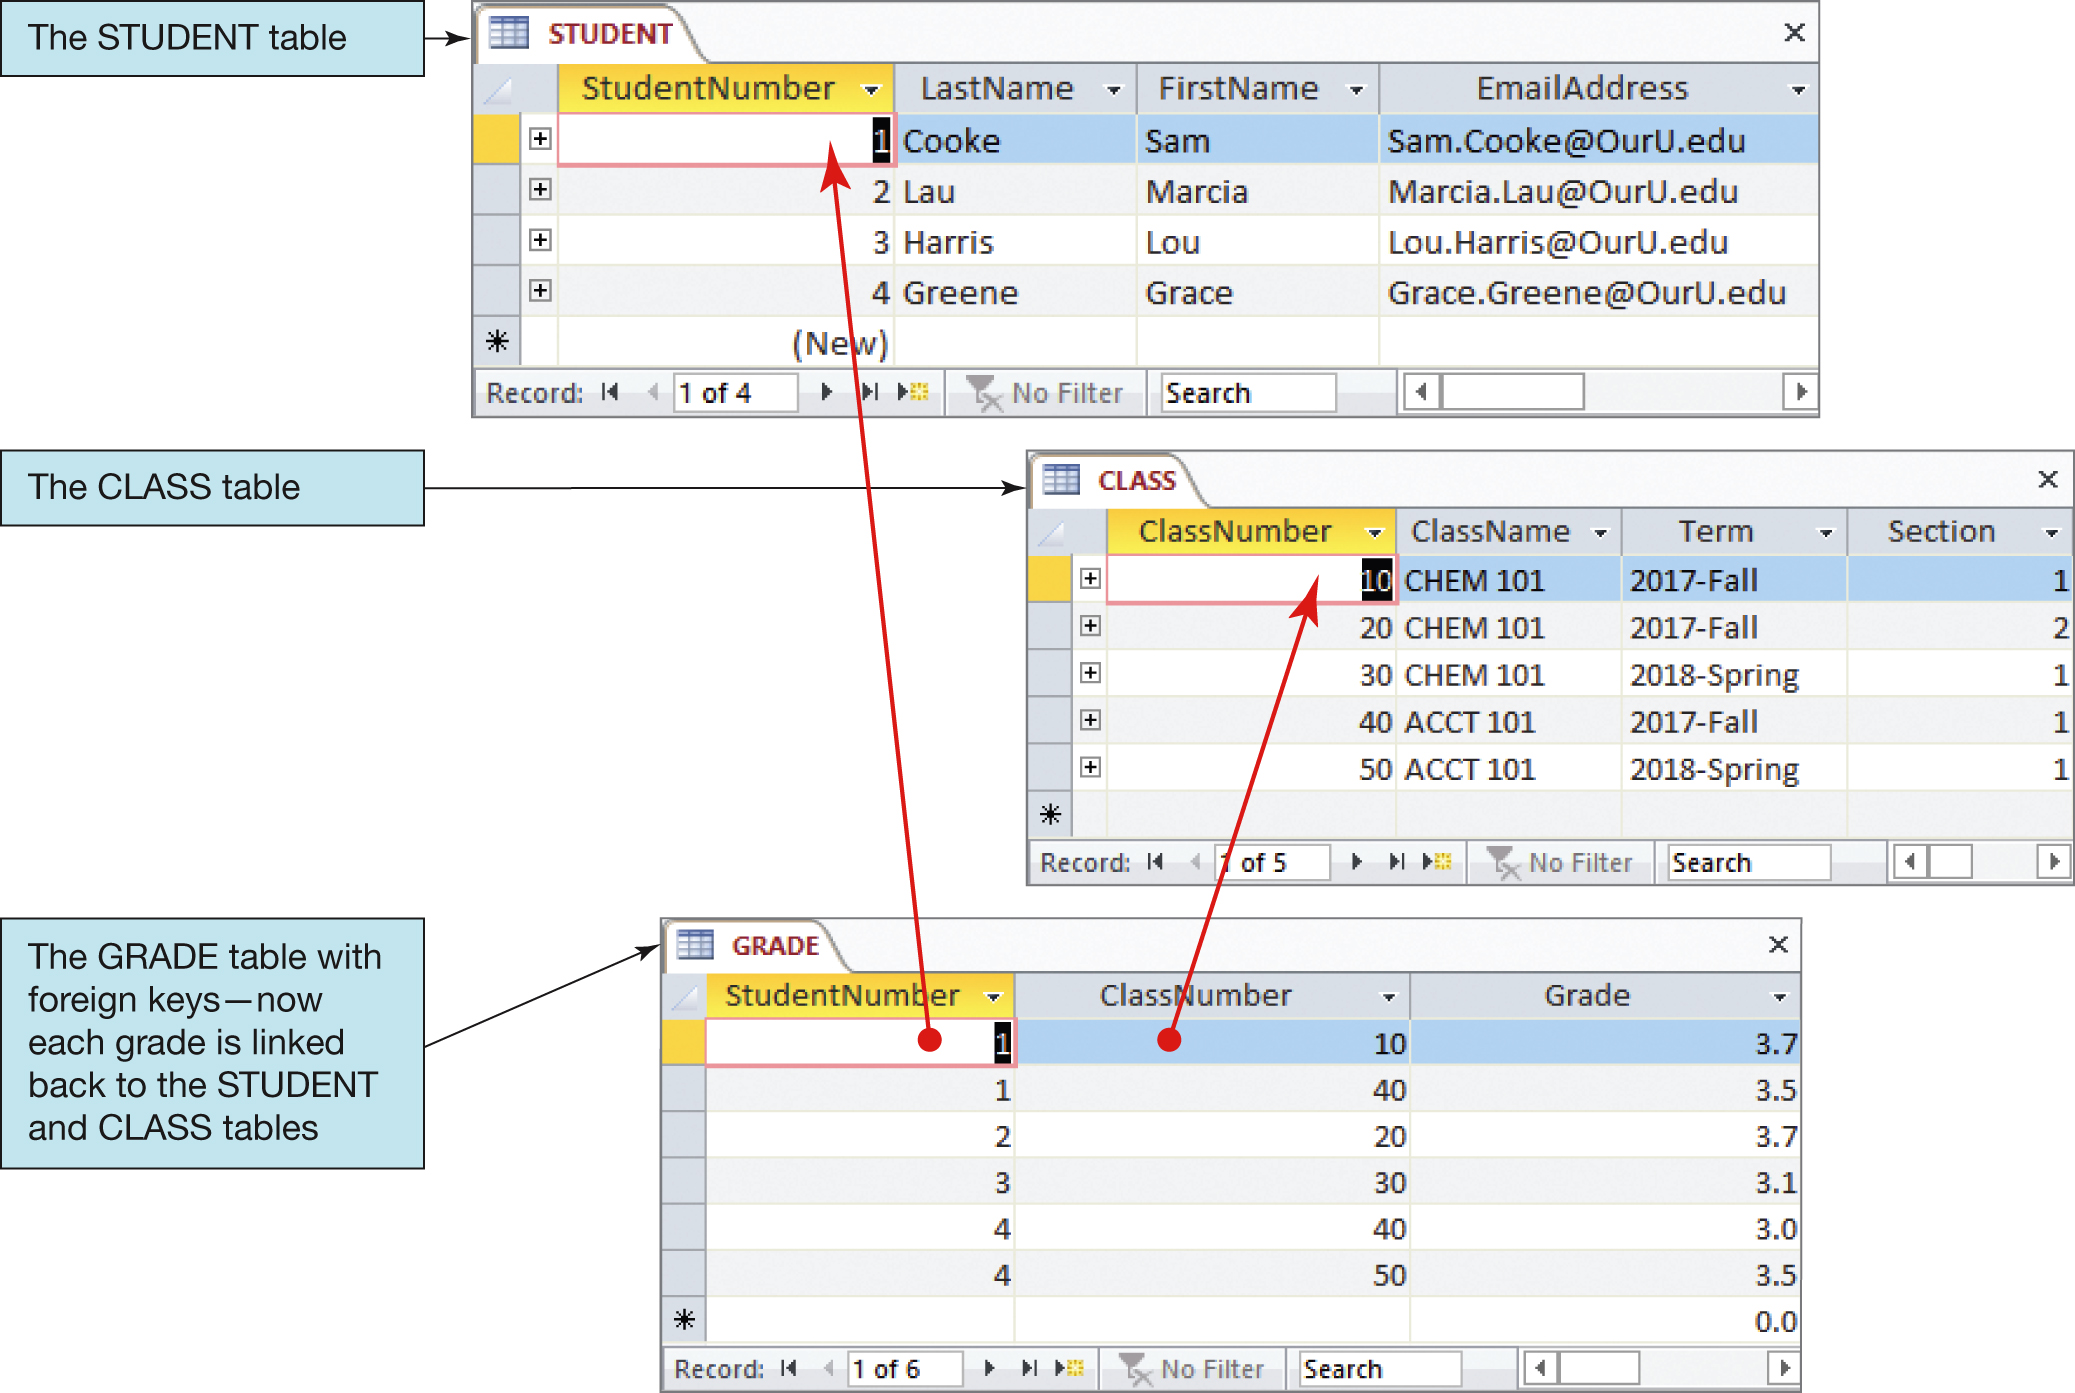 The STUDENT table
STUDENT
StudentNumber LastName FirstName EmailAddress
1 Cooke Sam Sam.Cooke@OurU.edu
2 Lau Marcia Marcia.Lau@OurU.edu
3 Harris Lou Lou.Harris@OurU.edu
4 Greene Grace Grace.Greene@OurU.edu
(New)
Record: 1 of 4 No Filter Search
The CLASS table
CLASS
ClassNumber ClassName Term Section
10 CHEM 101 2017-Fall 1
20 CHEM 101 2017-Fall 2
30 CHEM 101 2018-Spring 1
40 ACCT 101 2017-Fall 1
50 ACCT 101 2018-Spring 1
Record: 1 of 5 No Filter Search
The GRADE table with
foreign keys—now
each grade is linked
back to the STUDENT
and CLASS tables
GRADE
StudentNumber ClassNumber Grade
1 10 3.7
1 40 3.5
2 20 3.7
3 30 3.1
4 40 3.0
4 50 3.5
0.0
Record: 1 of 6 No Filter Search